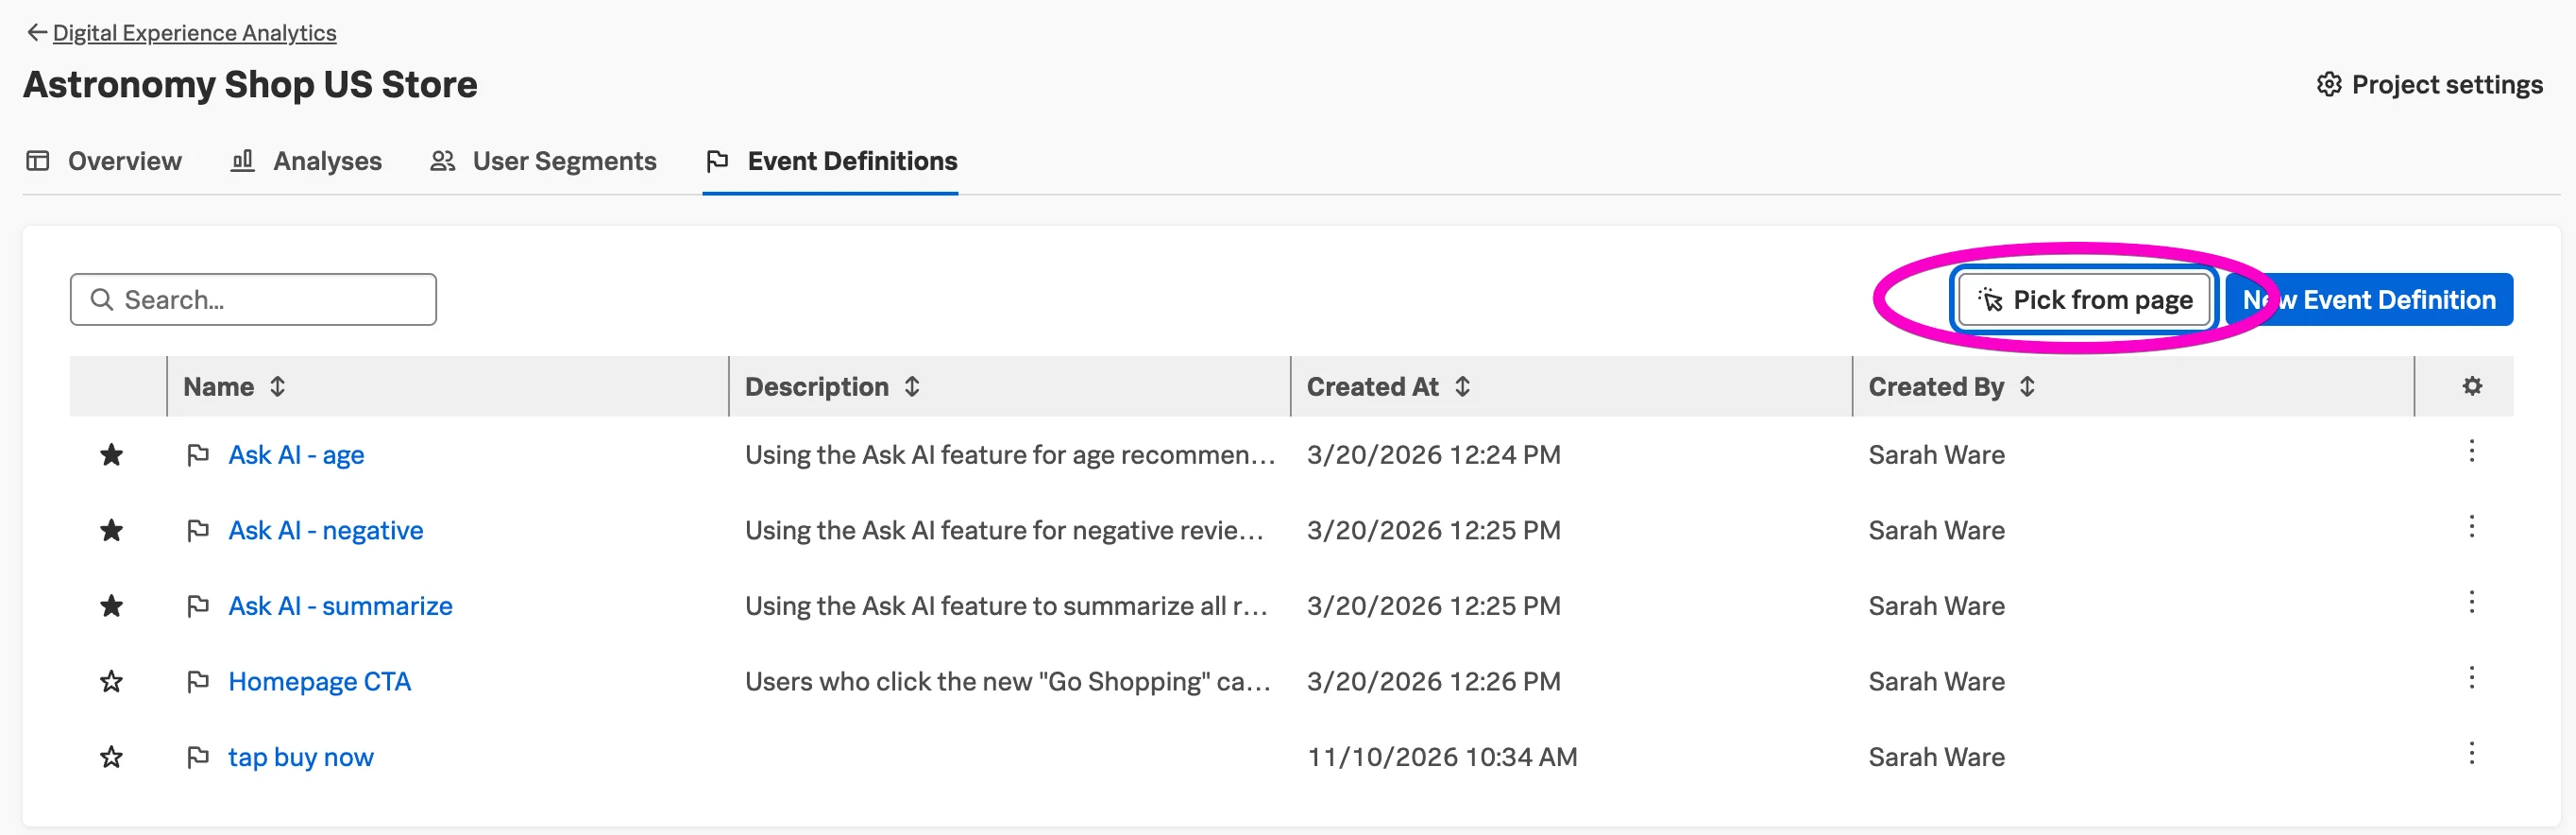 Digital Experience Analytics
Astronomy Shop US Store
Project settings
Overview Analyses User Segments Event Definitions
Search... Pick from page New Event Definition
Name Description Created At Created By
Ask AI - age Using the Ask AI feature for age recommen... 3/20/2026 12:24 PM Sarah Ware
Ask AI - negative Using the Ask AI feature for negative revie... 3/20/2026 12:25 PM Sarah Ware
Ask AI - summarize Using the Ask AI feature to summarize all r... 3/20/2026 12:25 PM Sarah Ware
Homepage CTA Users who click the new "Go Shopping" ca... 3/20/2026 12:26 PM Sarah Ware
tap buy now 11/10/2026 10:34 AM Sarah Ware